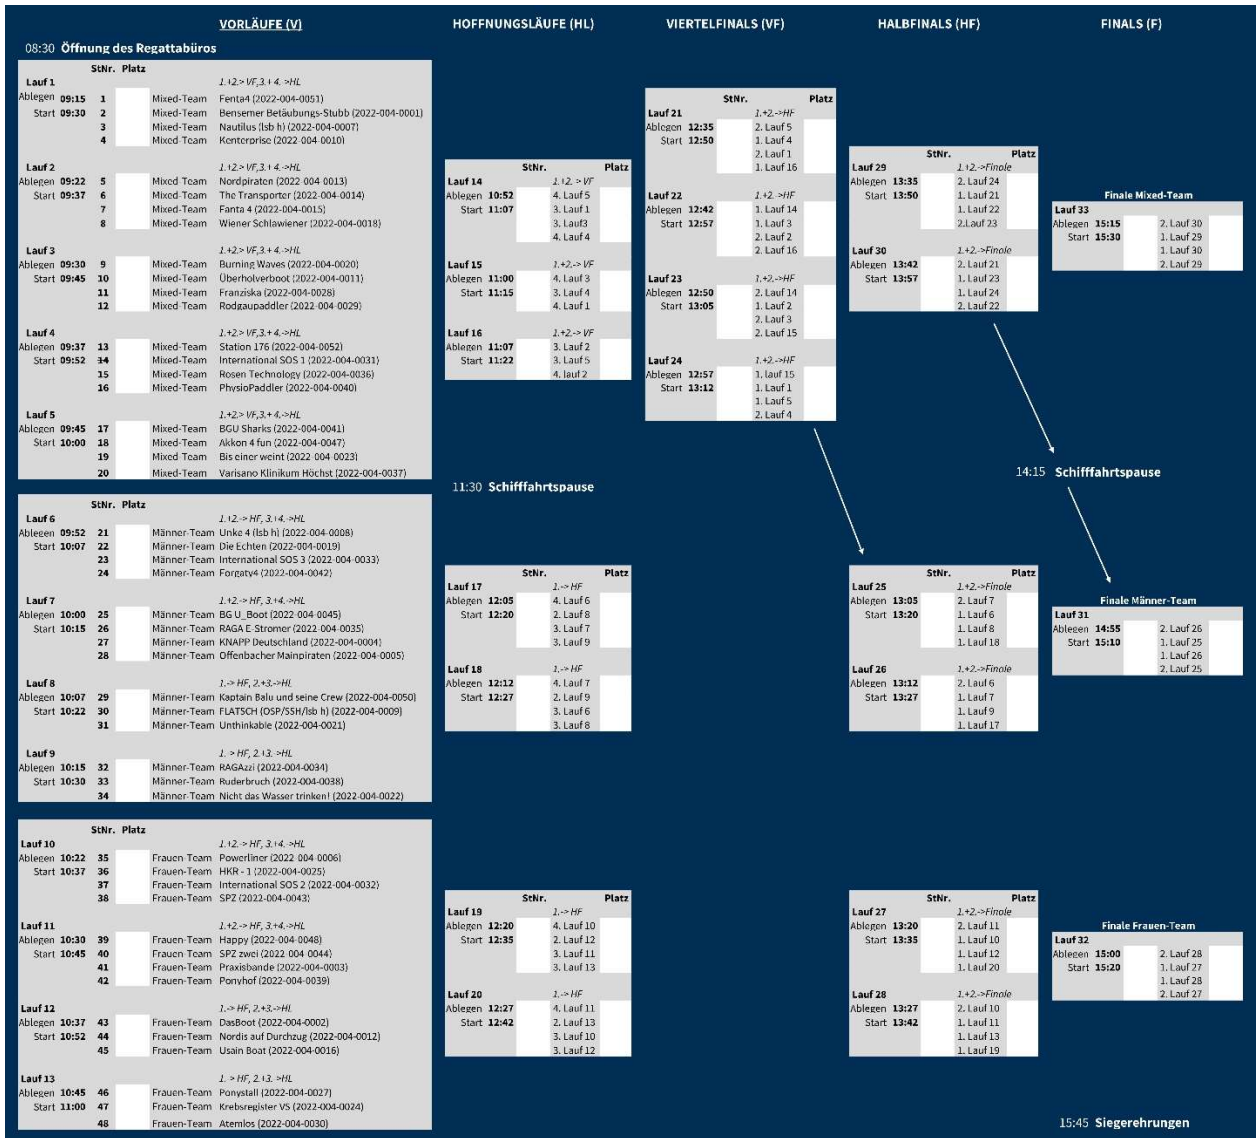 VORLÄUFE (V)
HOFFNUNGSLÄUFE (HL)
VIERTELFINALS (VF)
HALBFINALS (HF)
FINALS (F)
08:30 Öffnung des Regattabüros
StNr. Platz
Lauf 1 1.+2.> VF,3.+ 4. ->HL
Ablegen 09:15 1 Mixed-Team Fenta4 (2022-004-0051)
Start 09:30 2 Mixed-Team Bensemer Betäubungs-Stubb (2022-004-0001)
3 Mixed-Team Nautilus (lsb h) (2022-004-0007)
4 Mixed-Team Kenterprise (2022-004-0010)
Lauf 2 1.+2.> VF,3.+ 4.->HL
Ablegen 09:22 5 Mixed-Team Nordpiraten (2022-004-0013)
Start 09:37 6 Mixed-Team The Transporter (2022-004-0014)
7 Mixed-Team Fanta 4 (2022-004-0015)
8 Mixed-Team Wiener Schlawiener (2022-004-0018)
Lauf 3 1.+2.> VF,3.+ 4.->HL
Ablegen 09:30 9 Mixed-Team Burning Waves (2022-004-0020)
Start 09:45 10 Mixed-Team Überholverboot (2022-004-0011)
11 Mixed-Team Franziska (2022-004-0028)
12 Mixed-Team Rodgaupaddler (2022-004-0029)
Lauf 4 1.+2.> VF,3.+ 4.->HL
Ablegen 09:37 13 Mixed-Team Station 176 (2022-004-0052)
Start 09:52 14 Mixed-Team International SOS 1 (2022-004-0031)
15 Mixed-Team Rosen Technology (2022-004-0036)
16 Mixed-Team PhysioPaddler (2022-004-0040)
Lauf 5 1.+2.> VF,3.+ 4.->HL
Ablegen 09:45 17 Mixed-Team BGU Sharks (2022-004-0041)
Start 10:00 18 Mixed-Team Akkon 4 fun (2022-004-0047)
19 Mixed-Team Bis einer weint (2022-004-0023)
20 Mixed-Team Varisano Klinikum Höchst (2022-004-0037)
StNr. Platz
Lauf 6 1.+2.-> HF, 3.+4.->HL
Ablegen 09:52 21 Männer-Team Unke 4 (lsb h) (2022-004-0008)
Start 10:07 22 Männer-Team Die Echten (2022-004-0019)
23 Männer-Team International SOS 3 (2022-004-0033)
24 Männer-Team Forgaty4 (2022-004-0042)
Lauf 7 1.+2.-> HF, 3.+4.->HL
Ablegen 10:00 25 Männer-Team BG U_Boot (2022-004-0045)
Start 10:15 26 Männer-Team RAGA E-Stromer (2022-004-0035)
27 Männer-Team KNAPP Deutschland (2022-004-0004)
28 Männer-Team Offenbacher Mainpiraten (2022-004-0005)
Lauf 8 1.-> HF, 2.+3.->HL
Ablegen 10:07 29 Männer-Team Kaptain Balu und seine Crew (2022-004-0050)
Start 10:22 30 Männer-Team FLATSCH (OSP/SSH/lsb h) (2022-004-0009)
31 Männer-Team Unthinkable (2022-004-0021)
Lauf 9 1. > HF, 2.+3. ->HL
Ablegen 10:15 32 Männer-Team RAGAzzi (2022-004-0034)
Start 10:30 33 Männer-Team Ruderbruch (2022-004-0038)
34 Männer-Team Nicht das Wasser trinken! (2022-004-0022)
StNr. Platz
Lauf 10 1.+2.-> HF, 3.+4.->HL
Ablegen 10:22 35 Frauen-Team Powerliner (2022-004-0006)
Start 10:37 36 Frauen-Team HKR - 1 (2022-004-0025)
37 Frauen-Team International SOS 2 (2022-004-0032)
38 Frauen-Team SPZ (2022-004-0043)
Lauf 11 1.+2.-> HF, 3.+4.->HL
Ablegen 10:30 39 Frauen-Team Happy (2022-004-0048)
Start 10:45 40 Frauen-Team SPZ zwei (2022-004-0044)
41 Frauen-Team Praxisbande (2022-004-0003)
42 Frauen-Team Ponyhof (2022-004-0039)
Lauf 12 1.-> HF, 2.+3.->HL
Ablegen 10:37 43 Frauen-Team DasBoot (2022-004-0002)
Start 10:52 44 Frauen-Team Nordis auf Durchzug (2022-004-0012)
45 Frauen-Team Usain Boat (2022-004-0016)
Lauf 13 1. > HF, 2.+3. >HL
Ablegen 10:45 46 Frauen-Team Ponystall (2022-004-0027)
Start 11:00 47 Frauen-Team Krebsregister VS (2022-004-0024)
48 Frauen-Team Atemlos (2022-004-0030)
StNr. Platz
Lauf 14 1.+2. -> VF
Ablegen 10:52 4. Lauf 5
Start 11:07 3. Lauf 1
3. Lauf3
4. Lauf 4
Lauf 15 1.+2.-> VF
Ablegen 11:00 4. Lauf 3
Start 11:15 3. Lauf 4
4. Lauf 1
Lauf 16 1.+2.-> VF
Ablegen 11:07 3. Lauf 2
Start 11:22 3. Lauf 5
4. lauf 2
11:30 Schifffahrtspause
StNr. Platz
Lauf 17 1.-> HF
Ablegen 12:05 4. Lauf 6
Start 12:20 2. Lauf 8
3. Lauf 7
3. Lauf 9
Lauf 18 1.->HF
Ablegen 12:12 4. Lauf 7
Start 12:27 2. Lauf 9
3. Lauf 6
3. Lauf 8
StNr. Platz
Lauf 19 1.-> HF
Ablegen 12:20 4. Lauf 10
Start 12:35 2. Lauf 12
3. Lauf 11
3. Lauf 13
Lauf 20 1.-> HF
Ablegen 12:27 4. Lauf 11
Start 12:42 2. Lauf 13
3. Lauf 10
3. Lauf 12
StNr. Platz
Lauf 21 1.+2.->HF
Ablegen 12:35 2. Lauf 5
Start 12:50 1. Lauf 4
2. Lauf 1
1. Lauf 16
Lauf 22 1.+2. ->HF
Ablegen 12:42 1. Lauf 14
Start 12:57 1. Lauf 3
2. Lauf 2
2. Lauf 16
Lauf 23 1.+2.->HF
Ablegen 12:50 2. Lauf 14
Start 13:05 1. Lauf 2
2. Lauf 3
2. Lauf 15
Lauf 24 1.+2.->HF
Ablegen 12:57 1. lauf 15
Start 13:12 1. Lauf 1
1. Lauf 5
2. Lauf 4
StNr. Platz
Lauf 29 1.+2.->Finale
Ablegen 13:35 2. Lauf 24
Start 13:50 1. Lauf 21
1. Lauf 22
2.Lauf 23
Lauf 30 1.+2.->Finale
Ablegen 13:42 2. Lauf 21
Start 13:57 1. Lauf 23
1. Lauf 24
2. Lauf 22
StNr. Platz
Lauf 25 1.+2.->Finale
Ablegen 13:05 2. Lauf 7
Start 13:20 1. Lauf 6
1. Lauf 8
1. Lauf 18
Lauf 26 1.+2.->Finale
Ablegen 13:12 2. Lauf 6
Start 13:27 1. Lauf 7
1. Lauf 9
1. Lauf 17
StNr. Platz
Lauf 27 1.+2.->Finale
Ablegen 13:20 2. Lauf 11
Start 13:35 1. Lauf 10
1. Lauf 12
1. Lauf 20
Lauf 28 1.+2.->Finale
Ablegen 13:27 2. Lauf 10
Start 13:42 1. Lauf 11
1. Lauf 13
1. Lauf 19
Finale Mixed-Team
Lauf 33
Ablegen 15:15 2. Lauf 30
Start 15:30 1. Lauf 29
1. Lauf 30
2. Lauf 29
14:15 Schifffahrtspause
Finale Männer-Team
Lauf 31
Ablegen 14:55 2. Lauf 26
Start 15:10 1. Lauf 25
1. Lauf 26
2. Lauf 25
Finale Frauen-Team
Lauf 32
Ablegen 15:00 2. Lauf 28
Start 15:20 1. Lauf 27
1. Lauf 28
2. Lauf 27
15:45 Siegerehrungen